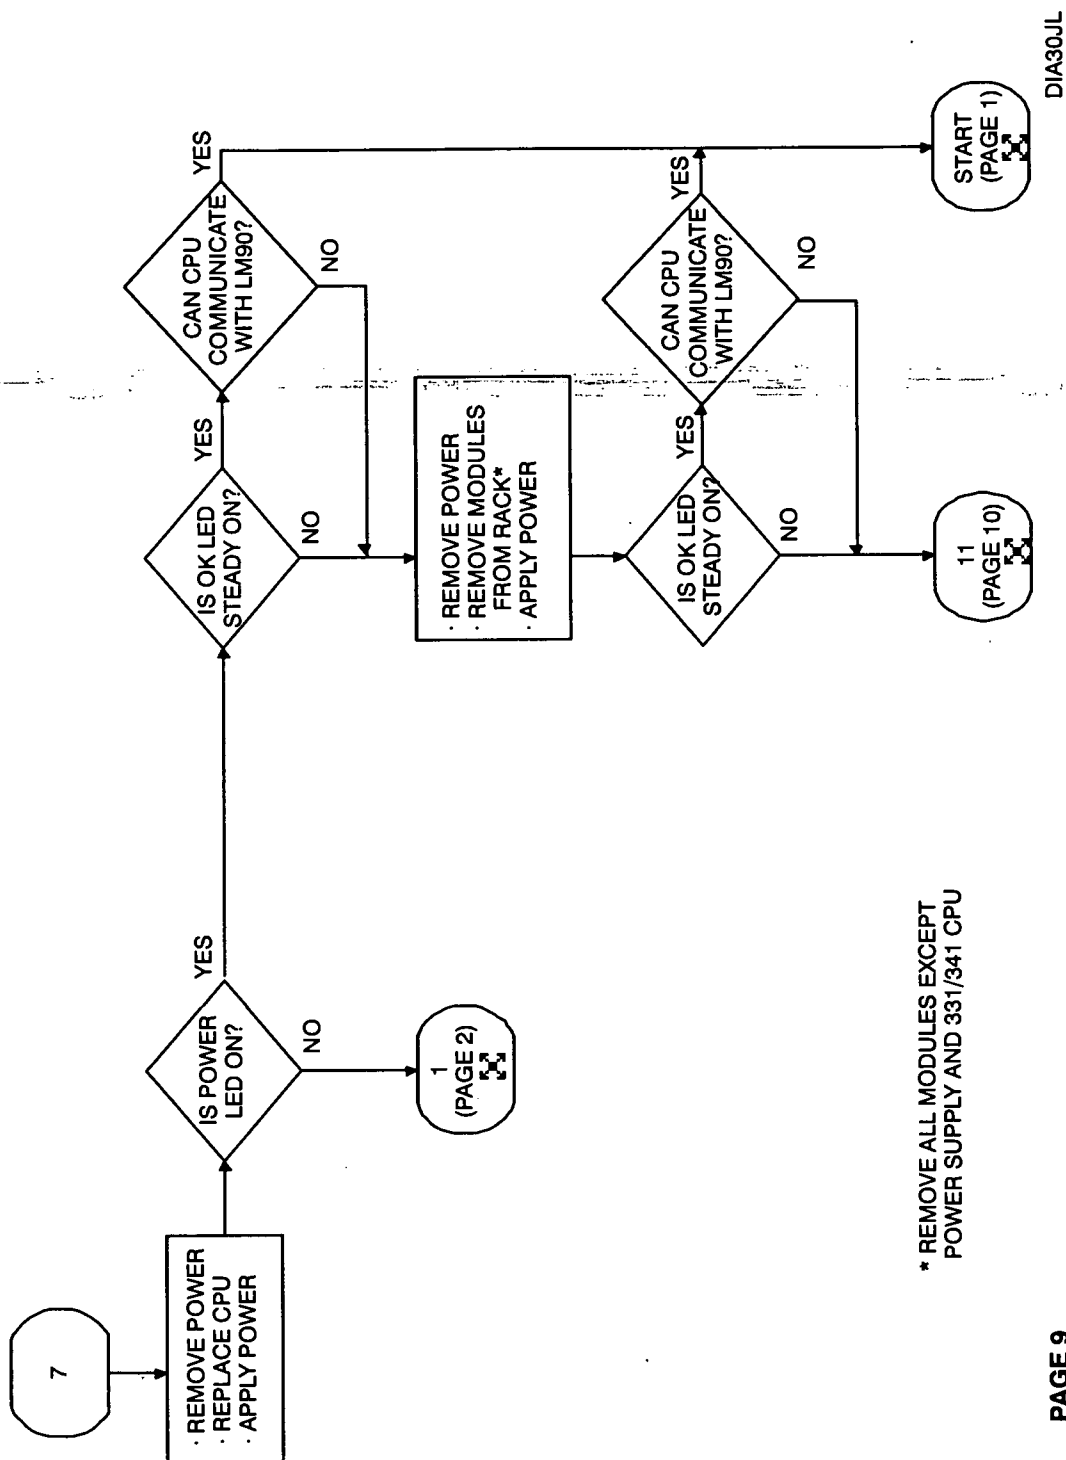 7
· REMOVE POWER
· REPLACE CPU
· APPLY POWER
IS POWER
LED ON?
YES
NO
1
(PAGE 2)
IS OK LED
STEADY ON?
YES
NO
CAN CPU
COMMUNICATE
WITH LM90?
YES
NO
· REMOVE POWER
· REMOVE MODULES
FROM RACK*
· APPLY POWER
IS OK LED
STEADY ON?
YES
NO
CAN CPU
COMMUNICATE
WITH LM90?
YES
NO
11
(PAGE 10)
START
(PAGE 1)
* REMOVE ALL MODULES EXCEPT
POWER SUPPLY AND 331/341 CPU
PAGE 9
DIA30JL